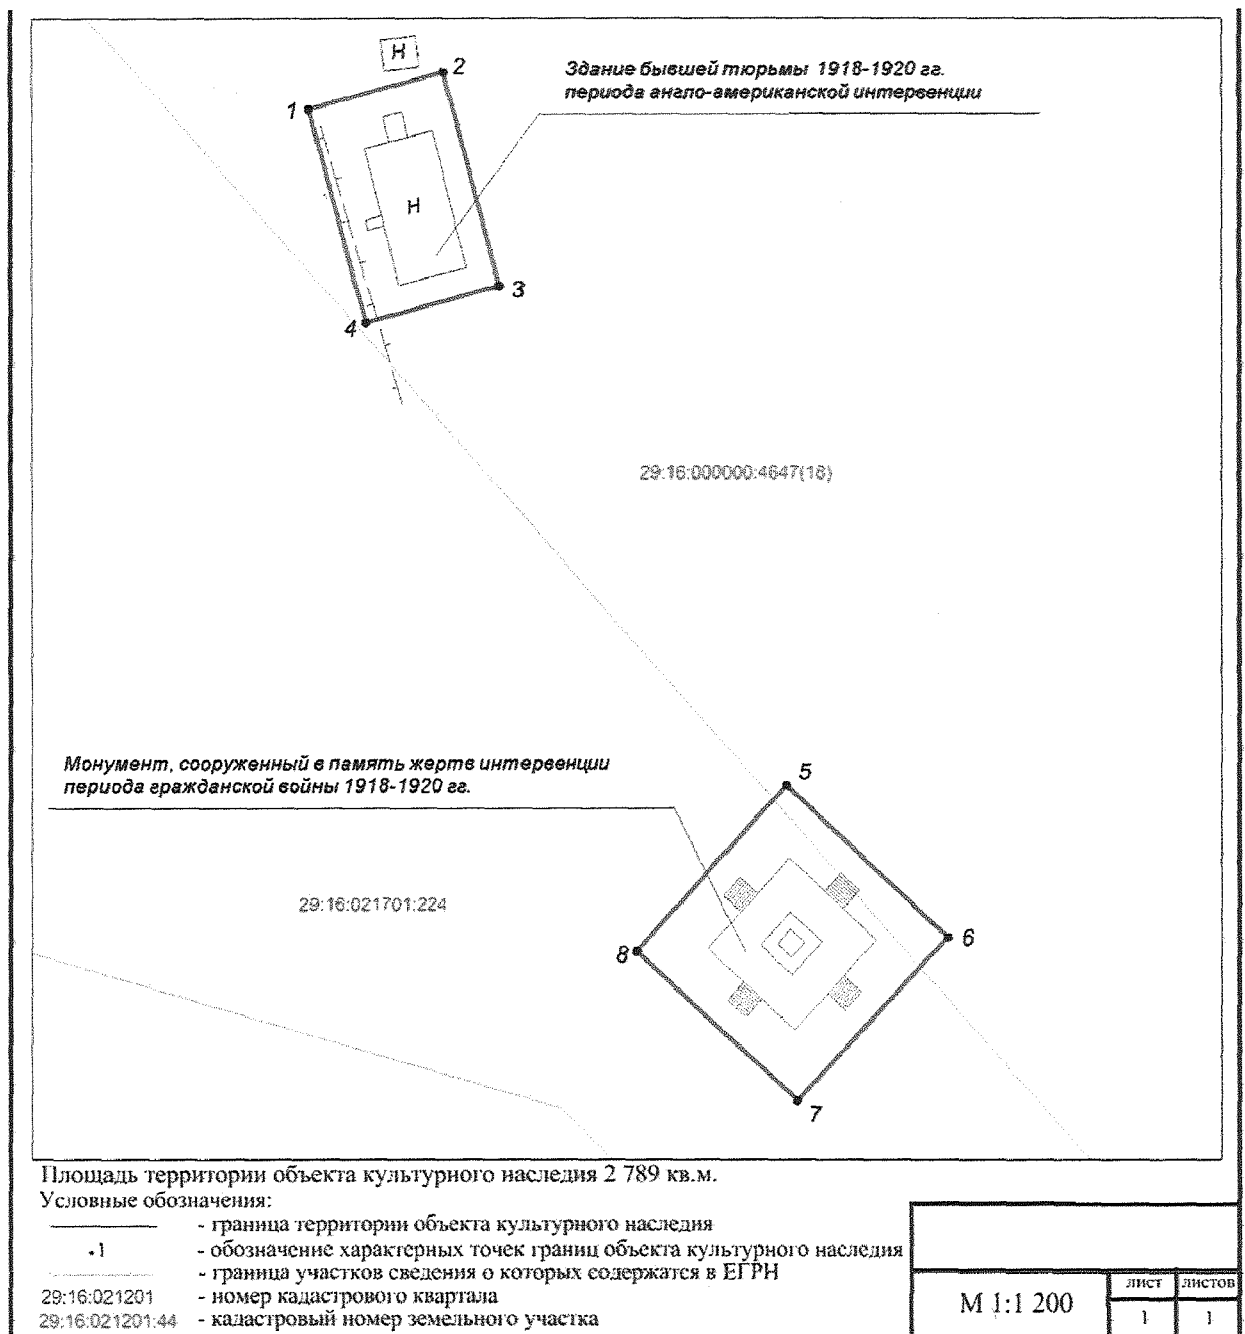 Н
2
Здание бывшей тюрьмы 1918-1920 гг.
периода англо-американской интервенции
1
Н
3
4
29:16:000000:4647(16)
Монумент, сооруженный в память жертв интервенции
периода гражданской войны 1918-1920 гг.
5
29:16:021701:224
6
8
7
Площадь территории объекта культурного наследия 2 789 кв.м.
Условные обозначения:
- граница территории объекта культурного наследия
.1 - обозначение характерных точек границ объекта культурного наследия
- граница участков сведения о которых содержатся в ЕГРН
29:16:021201 - номер кадастрового квартала
29:16:021201:44 - кадастровый номер земельного участка
М 1:1 200
лист листов
1 1